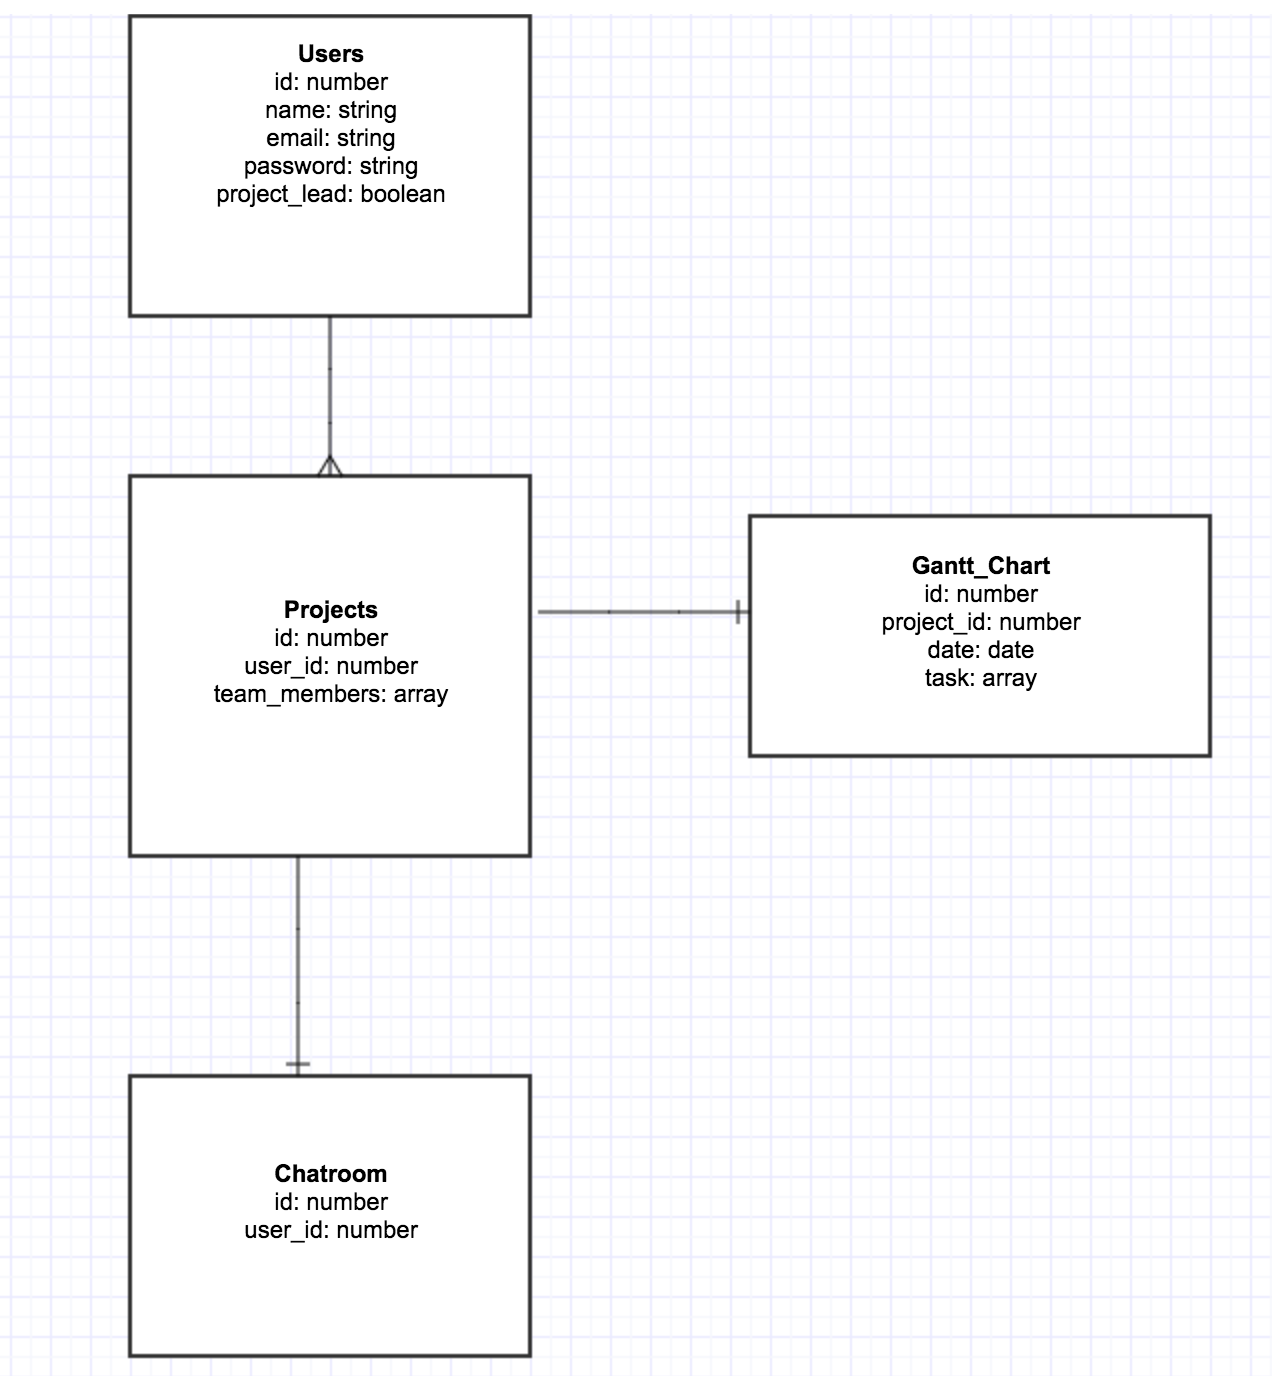 Users
id: number
name: string
email: string
password: string
project_lead: boolean
Projects
id: number
user_id: number
team_members: array
Gantt_Chart
id: number
project_id: number
date: date
task: array
Chatroom
id: number
user_id: number